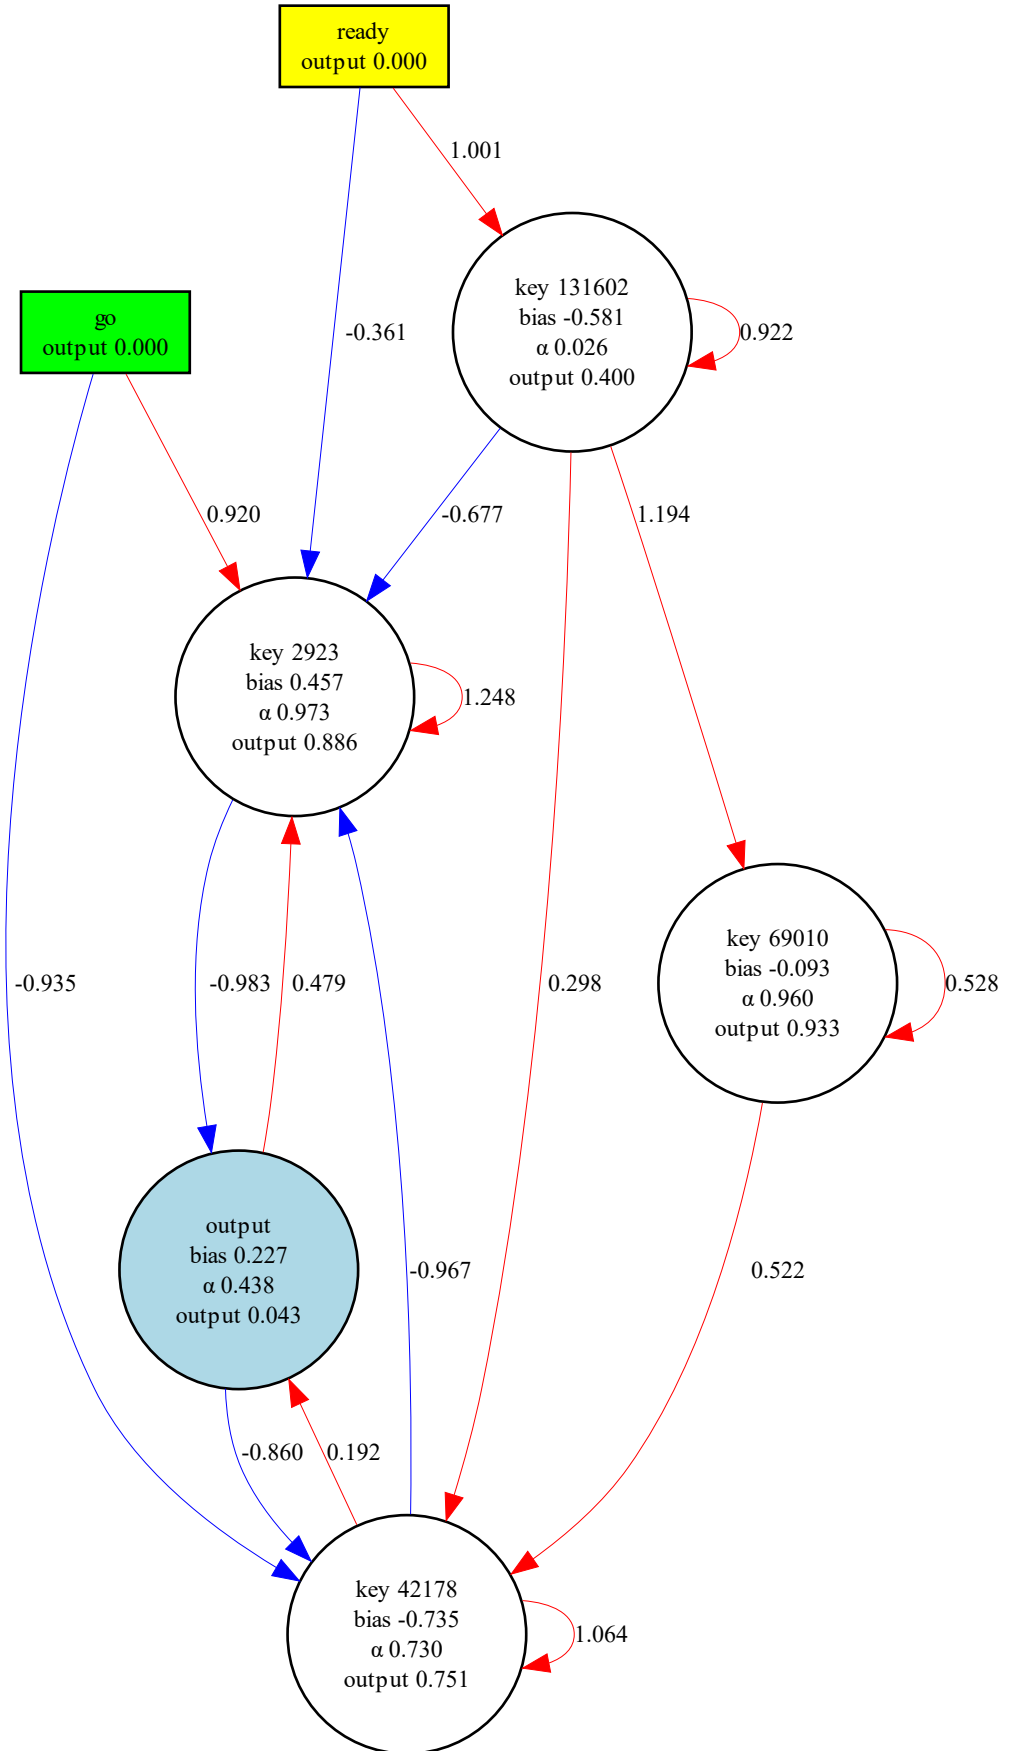 ready
output 0.000
1.001
key 131602
bias -0.581
α 0.026
output 0.400
0.922
go
output 0.000
-0.361
0.920
-0.677
1.194
key 2923
bias 0.457
α 0.973
output 0.886
1.248
key 69010
bias -0.093
α 0.960
output 0.933
0.528
-0.935
-0.983
0.479
0.298
output
bias 0.227
α 0.438
output 0.043
-0.967
0.522
-0.860
0.192
key 42178
bias -0.735
α 0.730
output 0.751
1.064